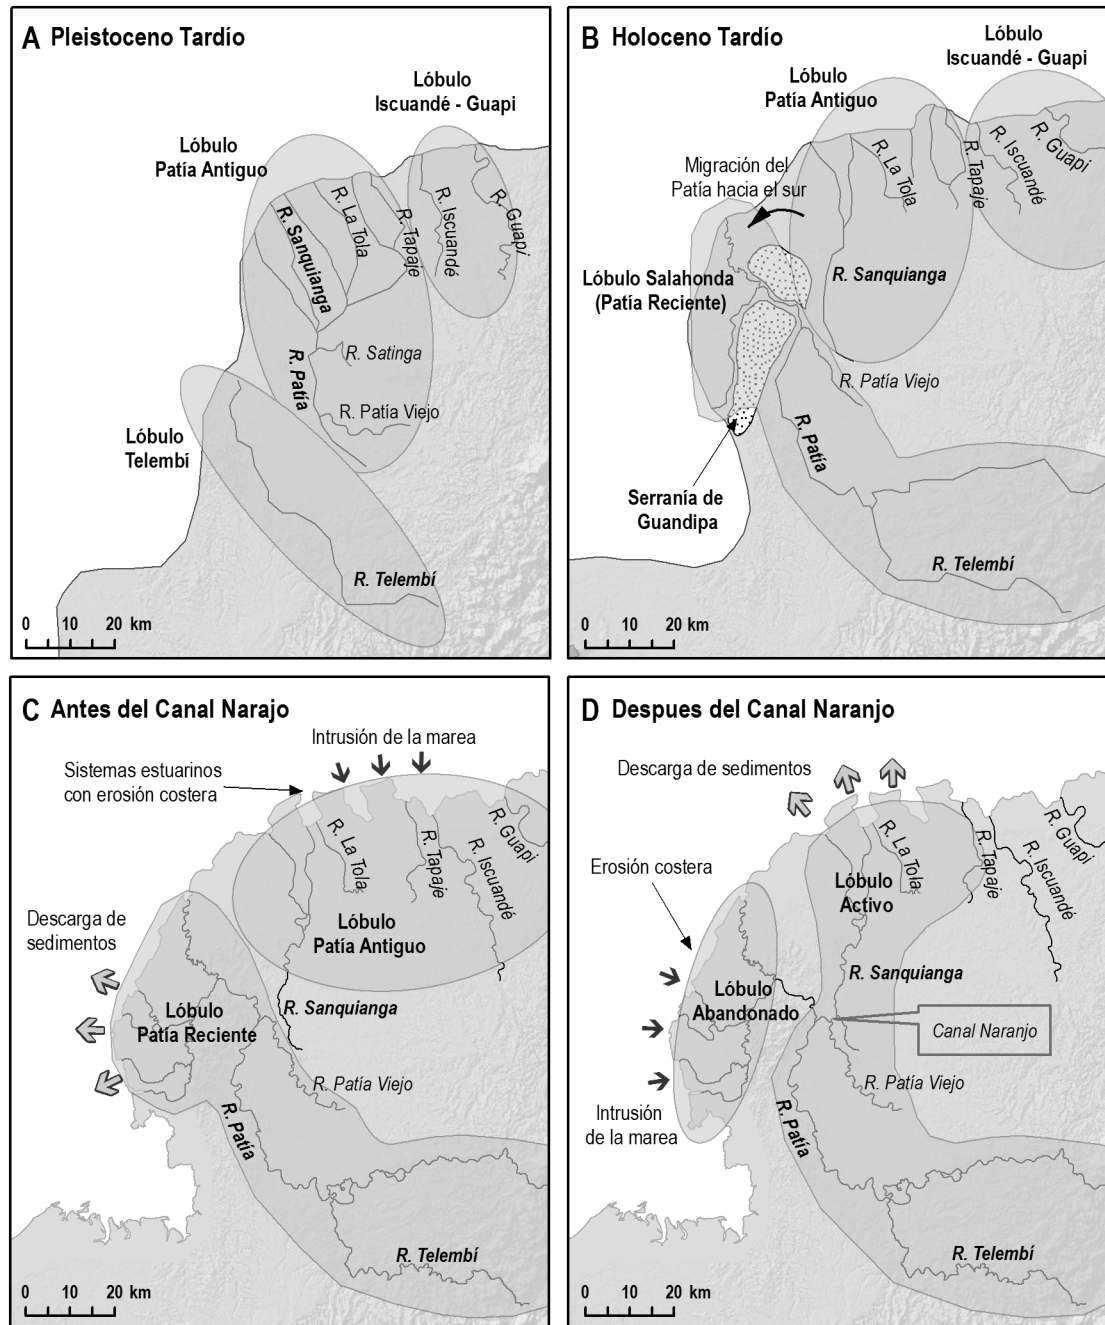 A Pleistoceno Tardío
Lóbulo
Iscuandé - Guapi
Lóbulo
Patía Antiguo
R. Sanquianga
R. La Tola
R. Tapaje
R. Iscuandé
R. Guapi
R. Satinga
R. Patía
R. Patía Viejo
Lóbulo
Telembí
R. Telembí
0 10 20 km
B Holoceno Tardío
Lóbulo
Iscuandé - Guapi
Lóbulo
Patía Antiguo
Migración del
Patía hacia el sur
R. La Tola
R. Tapaje
R. Iscuandé
R. Guapi
Lóbulo Salahonda
(Patía Reciente)
R. Sanquianga
R. Patía Viejo
R. Patía
Serranía de
Guandipa
R. Telembí
0 10 20 km
C Antes del Canal Narajo
Intrusión de la marea
Sistemas estuarinos
con erosión costera
R. La Tola
R. Tapaje
R. Iscuandé
R. Guapi
Lóbulo
Patía Antiguo
Descarga de
sedimentos
Lóbulo
Patía Reciente
R. Sanquianga
R. Patía Viejo
R. Patía
R. Telembí
0 10 20 km
D Despues del Canal Naranjo
Descarga de sedimentos
R. La Tola
R. Tapaje
R. Iscuandé
R. Guapi
Erosión costera
Lóbulo
Activo
Lóbulo
Abandonado
R. Sanquianga
Canal Naranjo
R. Patía Viejo
Intrusión
de la marea
R. Patía
R. Telembí
0 10 20 km